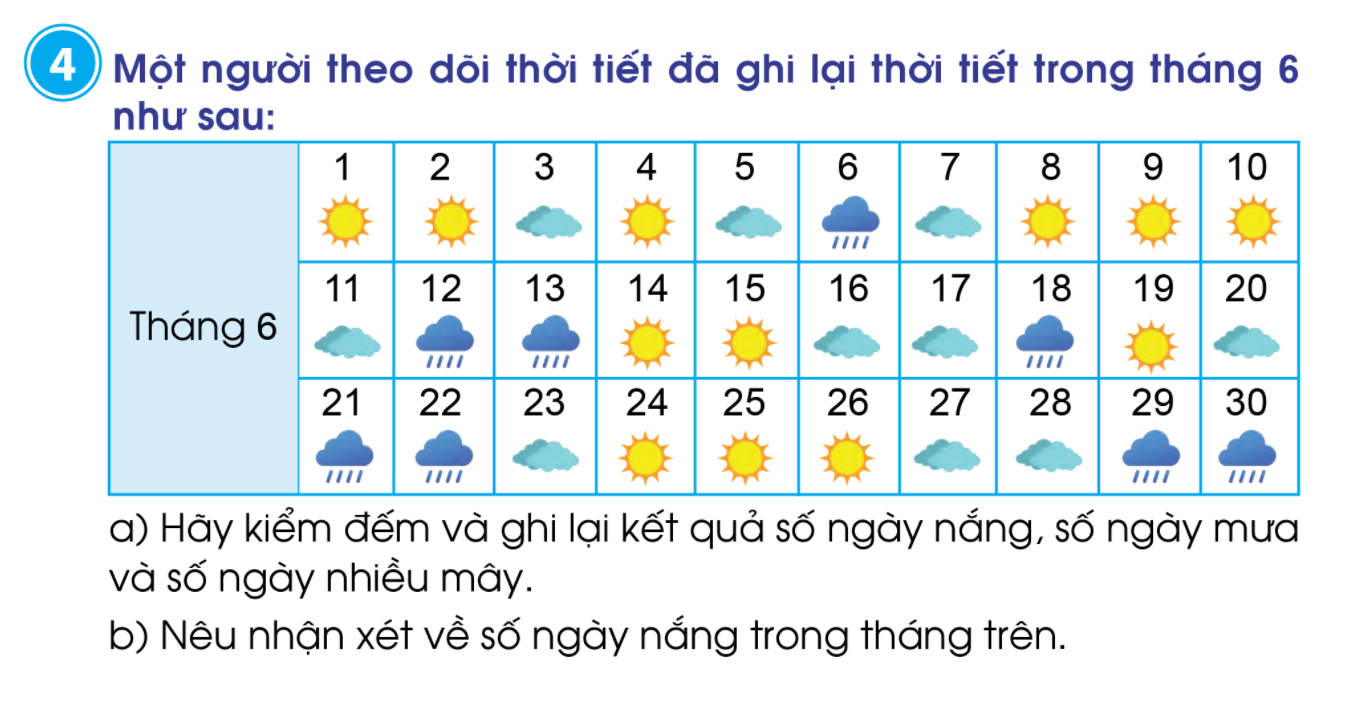 4 Một người theo dõi thời tiết đã ghi lại thời tiết trong tháng 6
như sau:
1 2 3 4 5 6 7 8 9 10
11 12 13 14 15 16 17 18 19 20
Tháng 6
21 22 23 24 25 26 27 28 29 30
a) Hãy kiểm đếm và ghi lại kết quả số ngày nắng, số ngày mưa
và số ngày nhiều mây.
b) Nêu nhận xét về số ngày nắng trong tháng trên.